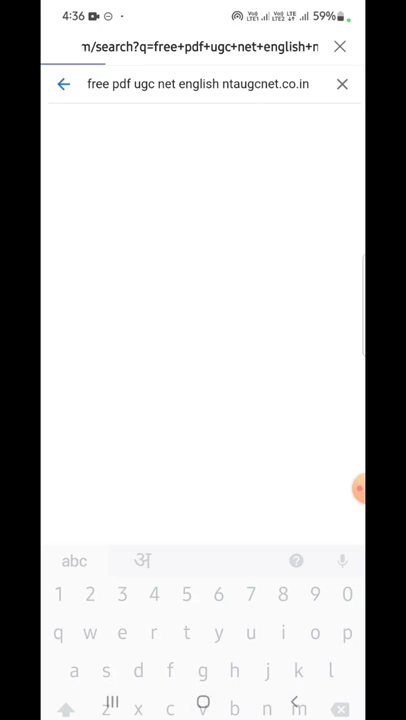 4:36 59%
m/search?q=free+pdf+ugc+net+english+n
free pdf ugc net english ntaugcnet.co.in
abc अ
1 2 3 4 5 6 7 8 9 0
q w e r t y u i o p
a s d f g h j k l
z x c v b n m